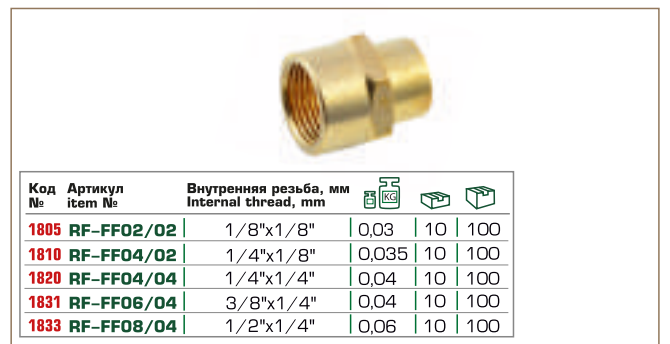 Код Артикул Внутренняя резьба, мм KG
№ item № Internal thread, mm
1805 RF-FF02/02 1/8"x1/8" 0,03 10 100
1810 RF-FF04/02 1/4"x1/8" 0,035 10 100
1820 RF-FF04/04 1/4"x1/4" 0,04 10 100
1831 RF-FF06/04 3/8"x1/4" 0,04 10 100
1833 RF-FF08/04 1/2"x1/4" 0,06 10 100